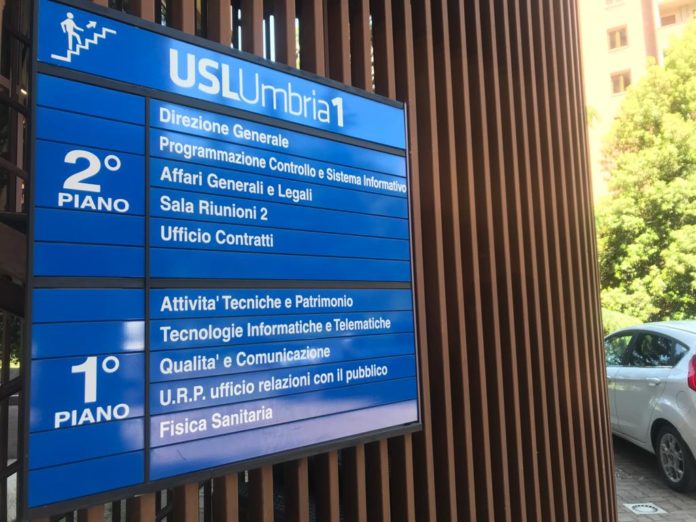 USLUmbria1
2°
PIANO
Direzione Generale
Programmazione Controllo e Sistema Informativo
Affari Generali e Legali
Sala Riunioni 2
Ufficio Contratti
1°
PIANO
Attivita' Tecniche e Patrimonio
Tecnologie Informatiche e Telematiche
Qualita' e Comunicazione
U.R.P. ufficio relazioni con il pubblico
Fisica Sanitaria